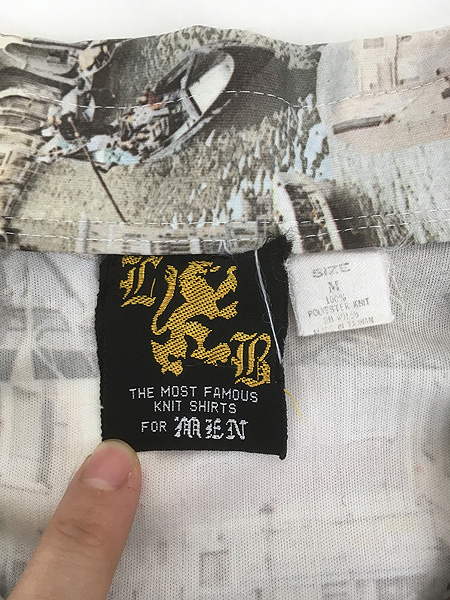 L
B
THE MOST FAMOUS
KNIT SHIRTS
FOR MEN
SIZE
M
100%
POLYESTER KNIT